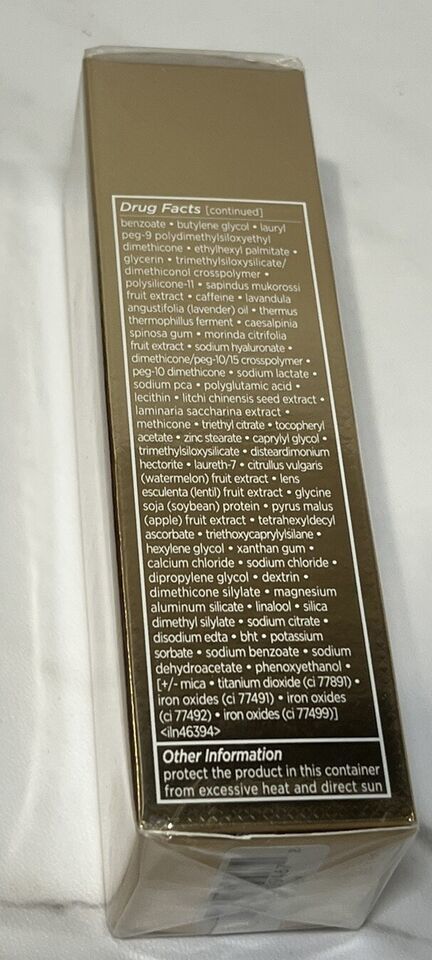 Drug Facts [continued]
benzoate • butylene glycol • lauryl
peg-9 polydimethylsiloxyethyl
dimethicone • ethylhexyl palmitate •
glycerin • trimethylsiloxysilicate/
dimethiconol crosspolymer •
polysilicone-11 • sapindus mukorossi
fruit extract • caffeine • lavandula
angustifolia (lavender) oil • thermus
thermophillus ferment • caesalpinia
spinosa gum • morinda citrifolia
fruit extract • sodium hyaluronate •
dimethicone/peg-10/15 crosspolymer •
peg-10 dimethicone • sodium lactate •
sodium pca • polyglutamic acid •
lecithin • litchi chinensis seed extract •
laminaria saccharina extract •
methicone • triethyl citrate • tocopheryl
acetate • zinc stearate • caprylyl glycol •
trimethylsiloxysilicate • disteardimonium
hectorite • laureth-7 • citrullus vulgaris
(watermelon) fruit extract • lens
esculenta (lentil) fruit extract • glycine
soja (soybean) protein • pyrus malus
(apple) fruit extract • tetrahexyldecyl
ascorbate • triethoxycaprylylsilane •
hexylene glycol • xanthan gum •
calcium chloride • sodium chloride •
dipropylene glycol • dextrin •
dimethicone silylate • magnesium
aluminum silicate • linalool • silica
dimethyl silylate • sodium citrate •
disodium edta • bht • potassium
sorbate • sodium benzoate • sodium
dehydroacetate • phenoxyethanol •
[+/- mica • titanium dioxide (ci 77891) •
iron oxides (ci 77491) • iron oxides
(ci 77492) • iron oxides (ci 77499)]
<iln46394>
Other information
protect the product in this container
from excessive heat and direct sun